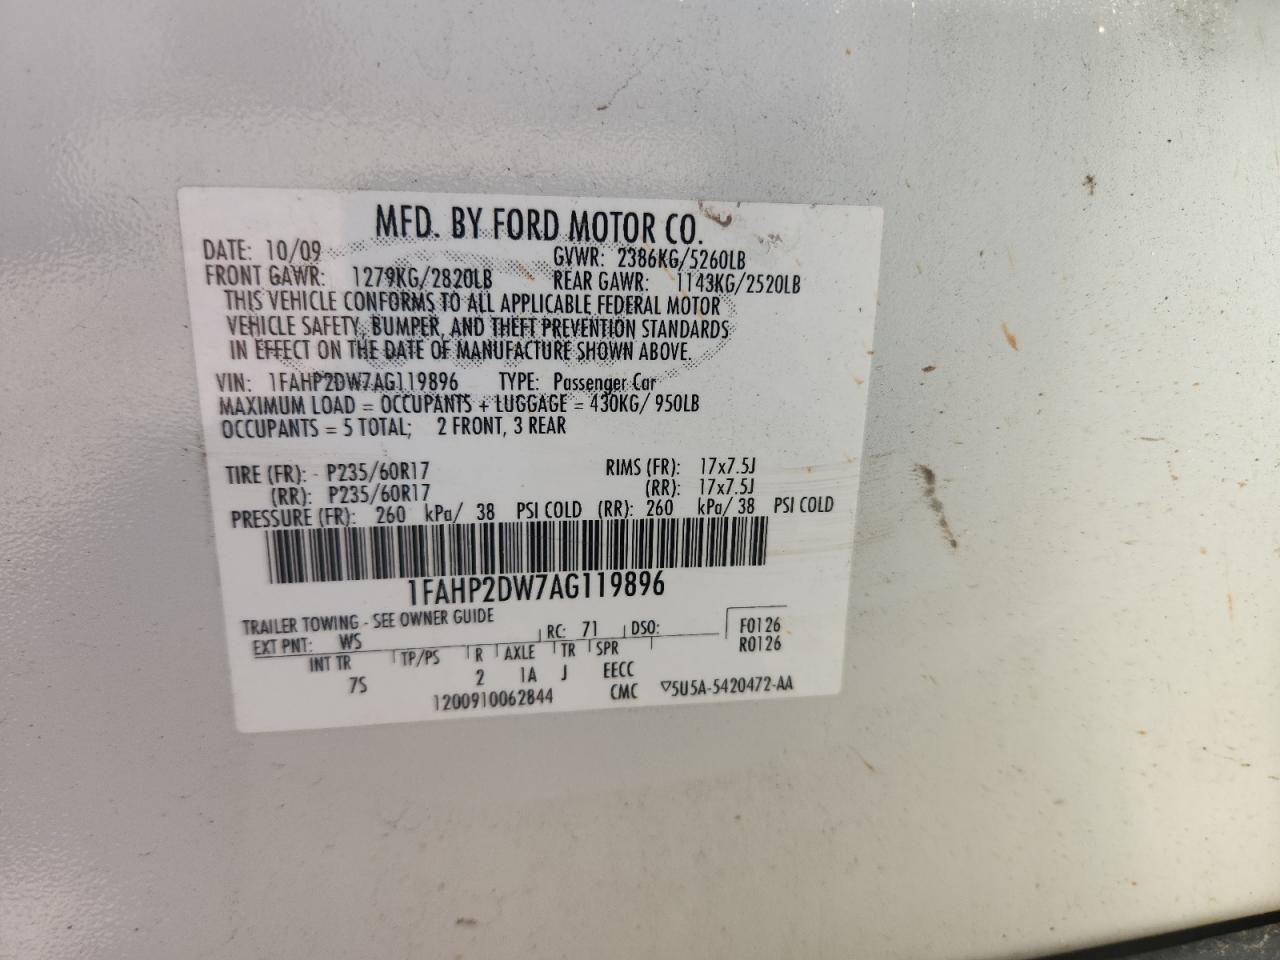 MFD. BY FORD MOTOR CO.
DATE: 10/09 GVWR: 2386KG/5260LB
FRONT GAWR: 1279KG/2820LB REAR GAWR: 1143KG/2520LB
THIS VEHICLE CONFORMS TO ALL APPLICABLE FEDERAL MOTOR
VEHICLE SAFETY, BUMPER, AND THEFT PREVENTION STANDARDS
IN EFFECT ON THE DATE OF MANUFACTURE SHOWN ABOVE.
VIN: 1FAHP2DW7AG119896 TYPE: Passenger Car
MAXIMUM LOAD = OCCUPANTS + LUGGAGE = 430KG/ 950LB
OCCUPANTS = 5 TOTAL; 2 FRONT, 3 REAR
TIRE (FR): P235/60R17 RIMS (FR): 17x7.5J
(RR): P235/60R17 (RR): 17x7.5J
PRESSURE (FR): 260 kPa/ 38 PSI COLD (RR): 260 kPa/ 38 PSI COLD
1FAHP2DW7AG119896
TRAILER TOWING - SEE OWNER GUIDE
EXT PNT: WS RC: 71 DSO: F0126
R0126
INT TR TP/PS R AXLE TR SPR
7S 2 1A J EECC
1200910062844 CMC ▽5U5A-5420472-AA